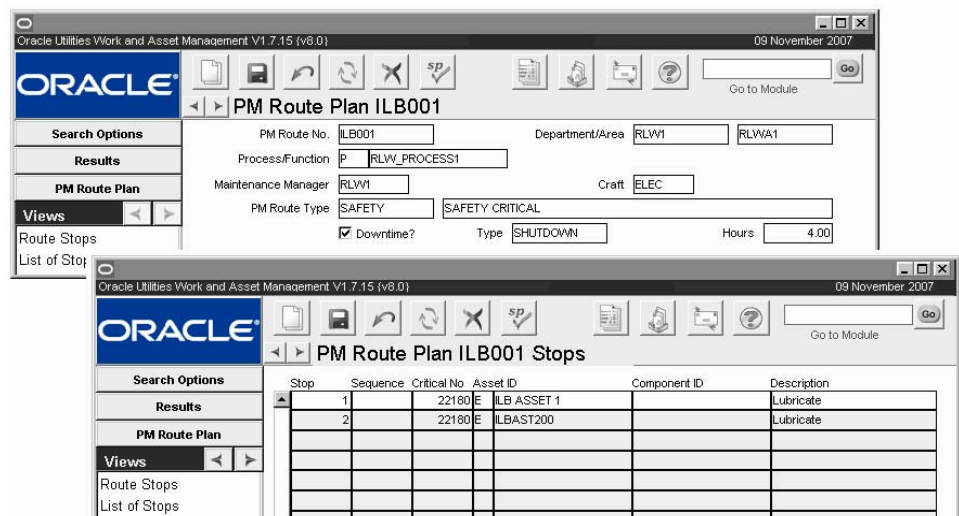 Oracle Utilities Work and Asset Management V1.7.15 {v8.0} 09 November 2007
ORACLE®
sp
Go
Go to Module
PM Route Plan ILB001
Search Options
Results
PM Route Plan
Views
Route Stops
PM Route No. ILB001 Department/Area RLW1 RLWA1
Process/Function P RLW_PROCESS1
Maintenance Manager RLW1 Craft ELEC
PM Route Type SAFETY SAFETY CRITICAL
Downtime? Type SHUTDOWN Hours 4.00
List of Stop
Oracle Utilities Work and Asset Management V1.7.15 {v8.0} 09 November 2007
ORACLE®
sp
Go
Go to Module
PM Route Plan ILB001 Stops
Search Options
Results
PM Route Plan
Views
Route Stops
List of Stops
Stop Sequence Critical No Asset ID Component ID Description
1 22180 E ILB ASSET 1 Lubricate
2 22180 E ILBAST200 Lubricate